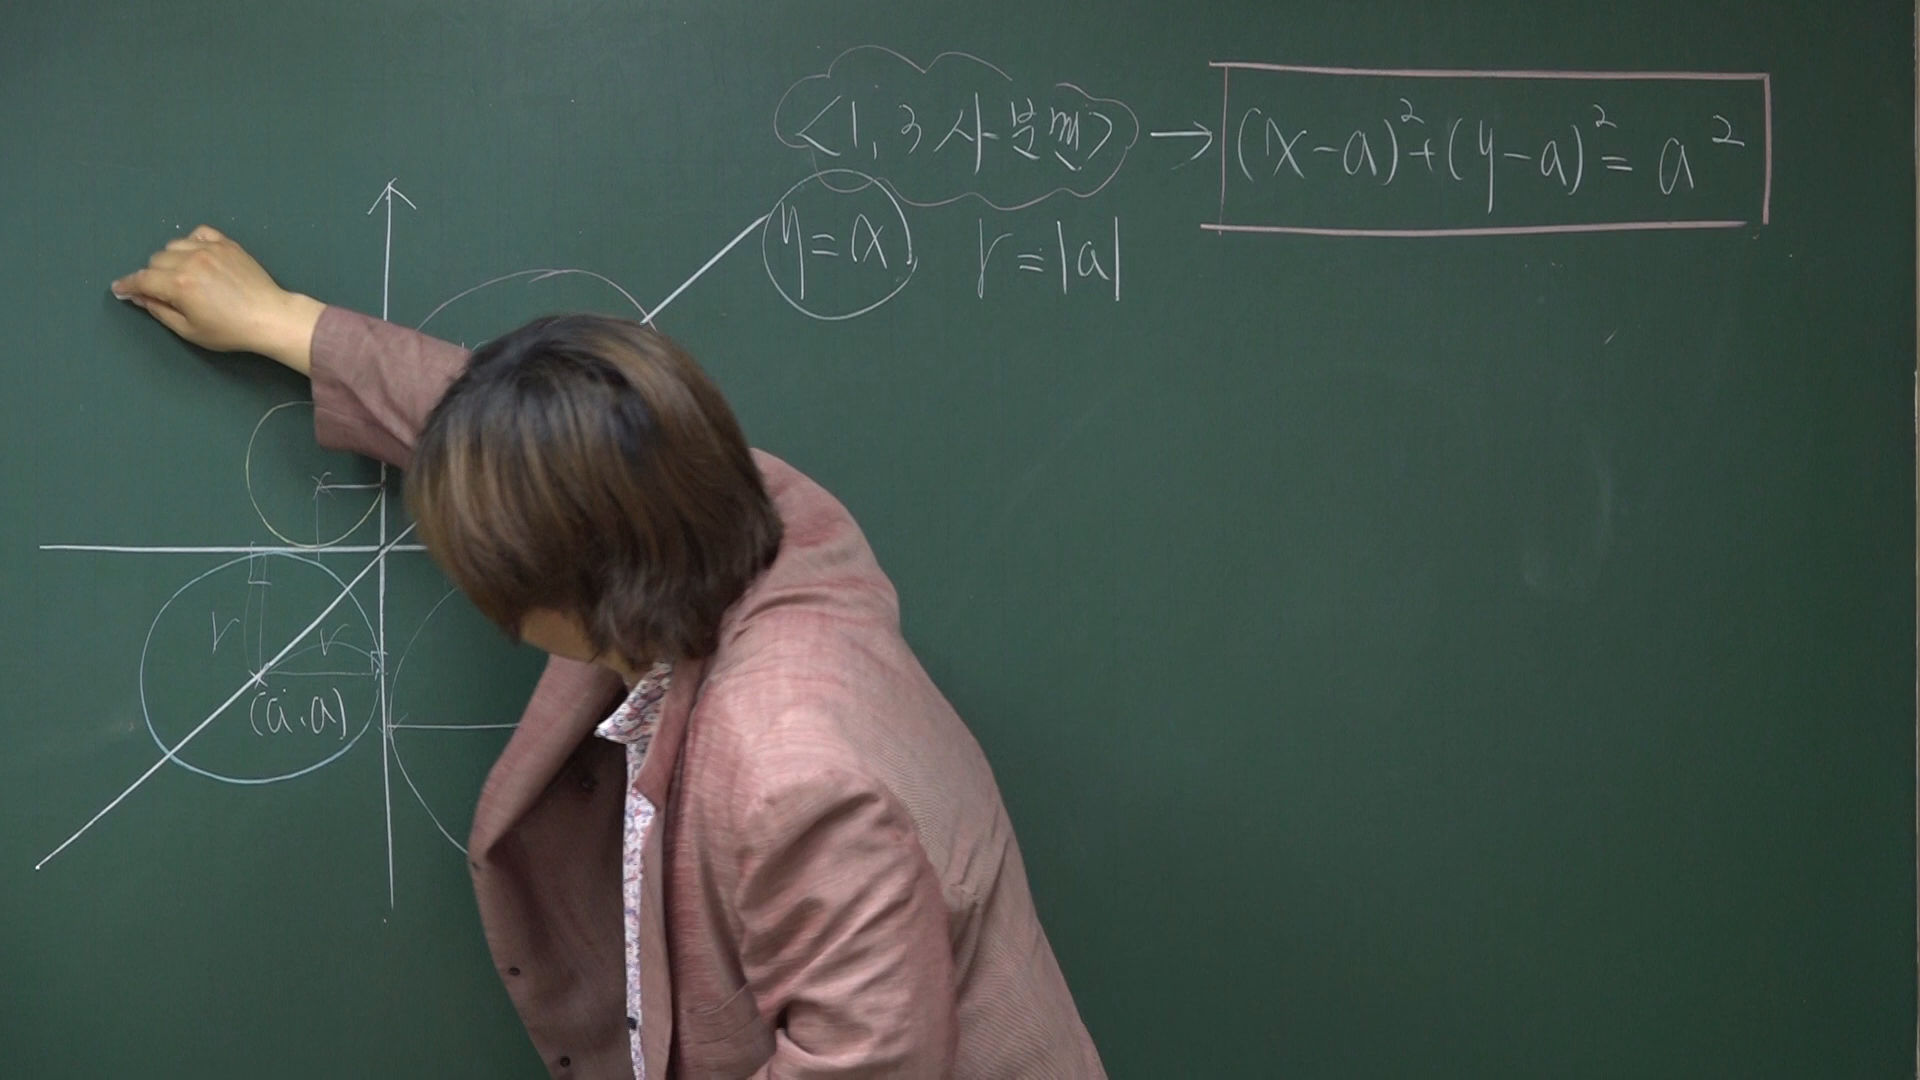 <1, 3 사분면> → (x-a)²+(y-a)²= a²
y=x r=|a|
r r
(a, a)